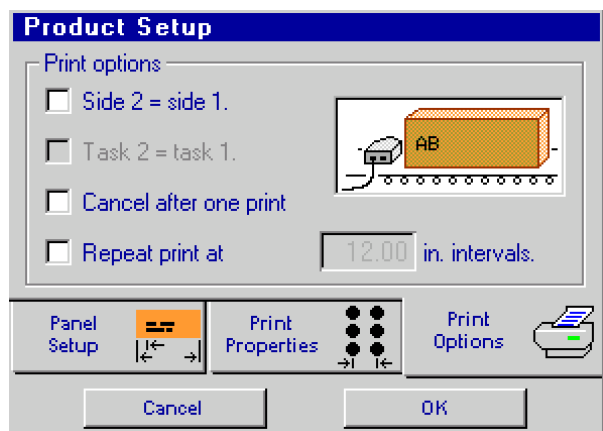 Product Setup
Print options
Side 2 = side 1.
Task 2 = task 1.
Cancel after one print
Repeat print at 12.00 in. intervals.
AB
Panel
Setup
Print
Properties
Print
Options
Cancel
OK